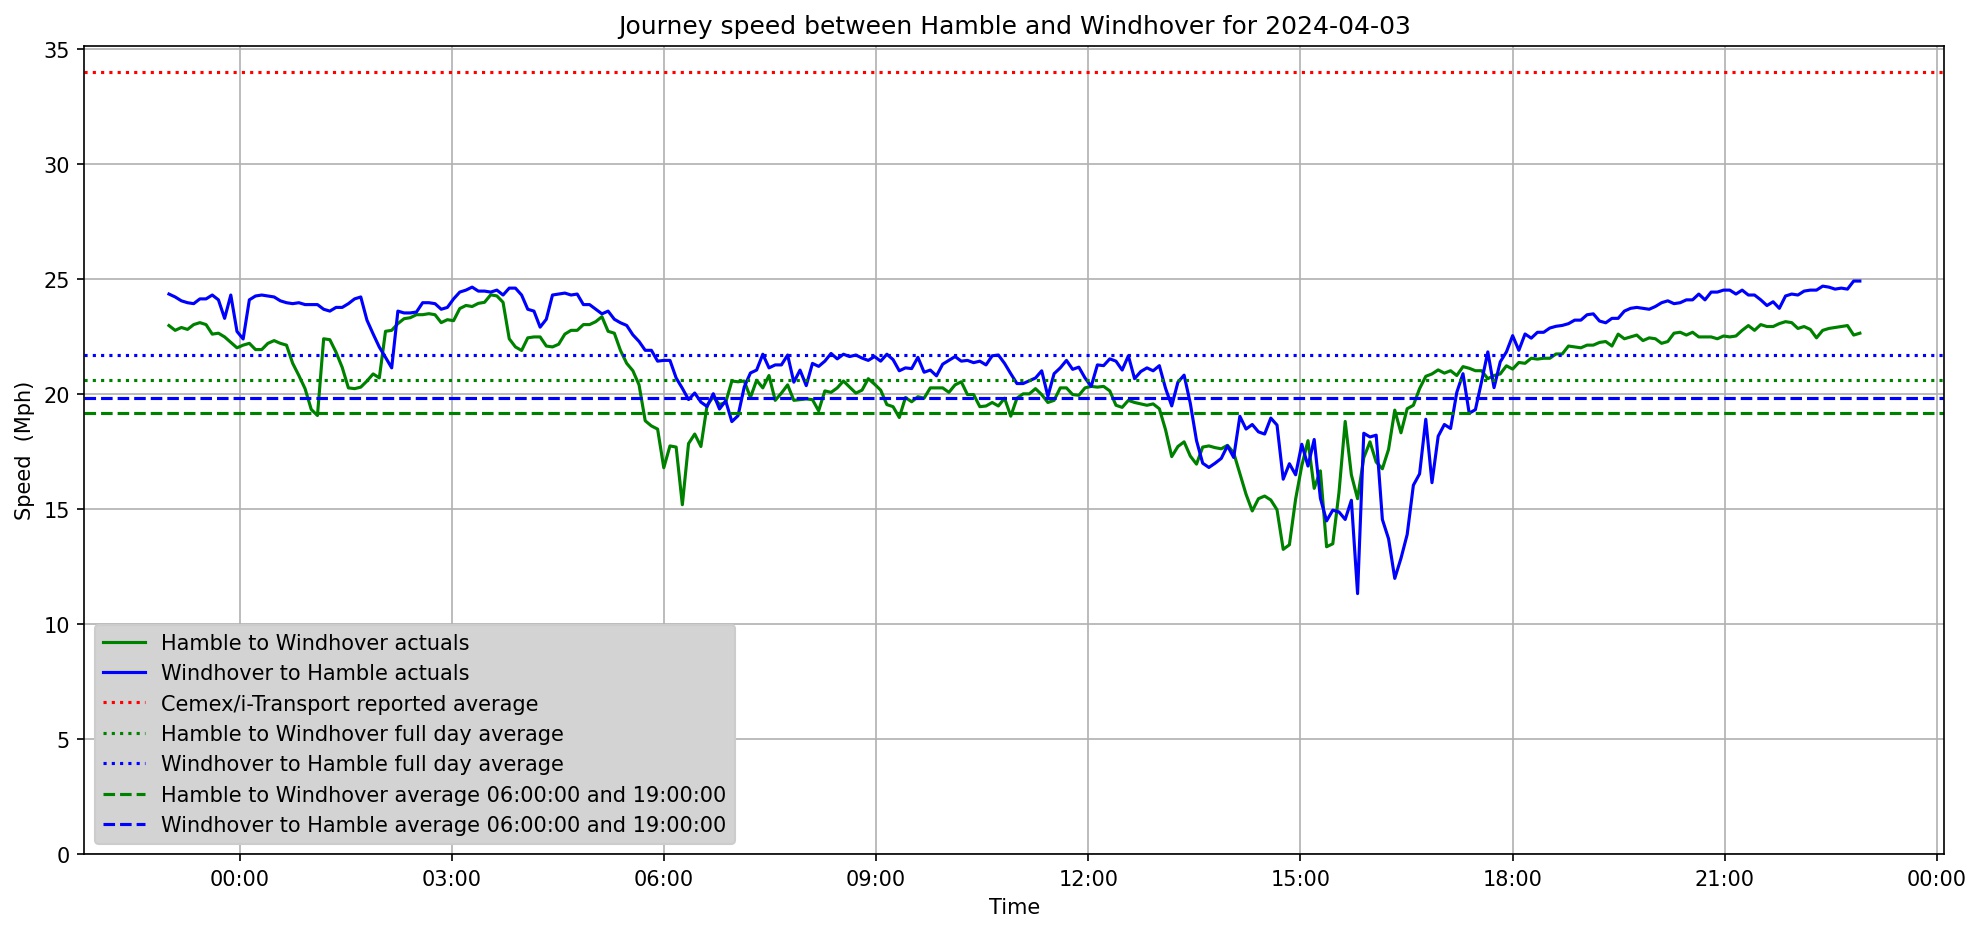 Journey speed between Hamble and Windhover for 2024-04-03
35
30
25
20
15
10
5
0
Speed (Mph)
Hamble to Windhover actuals
Windhover to Hamble actuals
Cemex/i-Transport reported average
Hamble to Windhover full day average
Windhover to Hamble full day average
Hamble to Windhover average 06:00:00 and 19:00:00
Windhover to Hamble average 06:00:00 and 19:00:00
00:00 03:00 06:00 09:00 12:00 15:00 18:00 21:00 00:00
Time